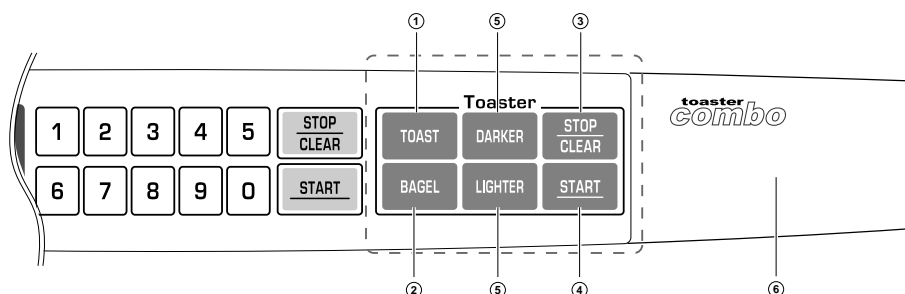 ① ⑤ ③
Toaster
toaster
combo
1 2 3 4 5 STOP CLEAR TOAST DARKER STOP CLEAR
6 7 8 9 0 START BAGEL LIGHTER START
② ⑤ ④ ⑥